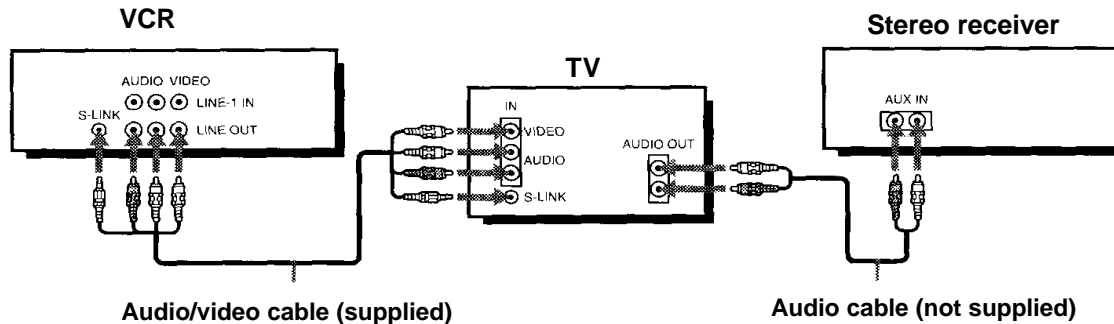 VCR
AUDIO VIDEO
LINE-1 IN
S-LINK
LINE OUT
TV
IN
VIDEO
AUDIO
S-LINK
AUDIO OUT
Stereo receiver
AUX IN
Audio/video cable (supplied)
Audio cable (not supplied)